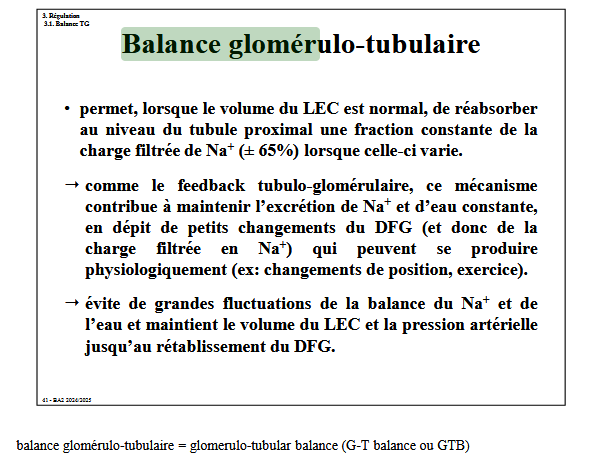 3. Régulation
3.1. Balance TG
Balance glomérulo-tubulaire
• permet, lorsque le volume du LEC est normal, de réabsorber
au niveau du tubule proximal une fraction constante de la
charge filtrée de Na⁺ (± 65%) lorsque celle-ci varie.
→ comme le feedback tubulo-glomérulaire, ce mécanisme
contribue à maintenir l’excrétion de Na⁺ et d’eau constante,
en dépit de petits changements du DFG (et donc de la
charge filtrée en Na⁺) qui peuvent se produire
physiologiquement (ex: changements de position, exercice).
→ évite de grandes fluctuations de la balance du Na⁺ et de
l’eau et maintient le volume du LEC et la pression artérielle
jusqu’au rétablissement du DFG.
41 - BA2 2024/2025
balance glomérulo-tubulaire = glomerulo-tubular balance (G-T balance ou GTB)